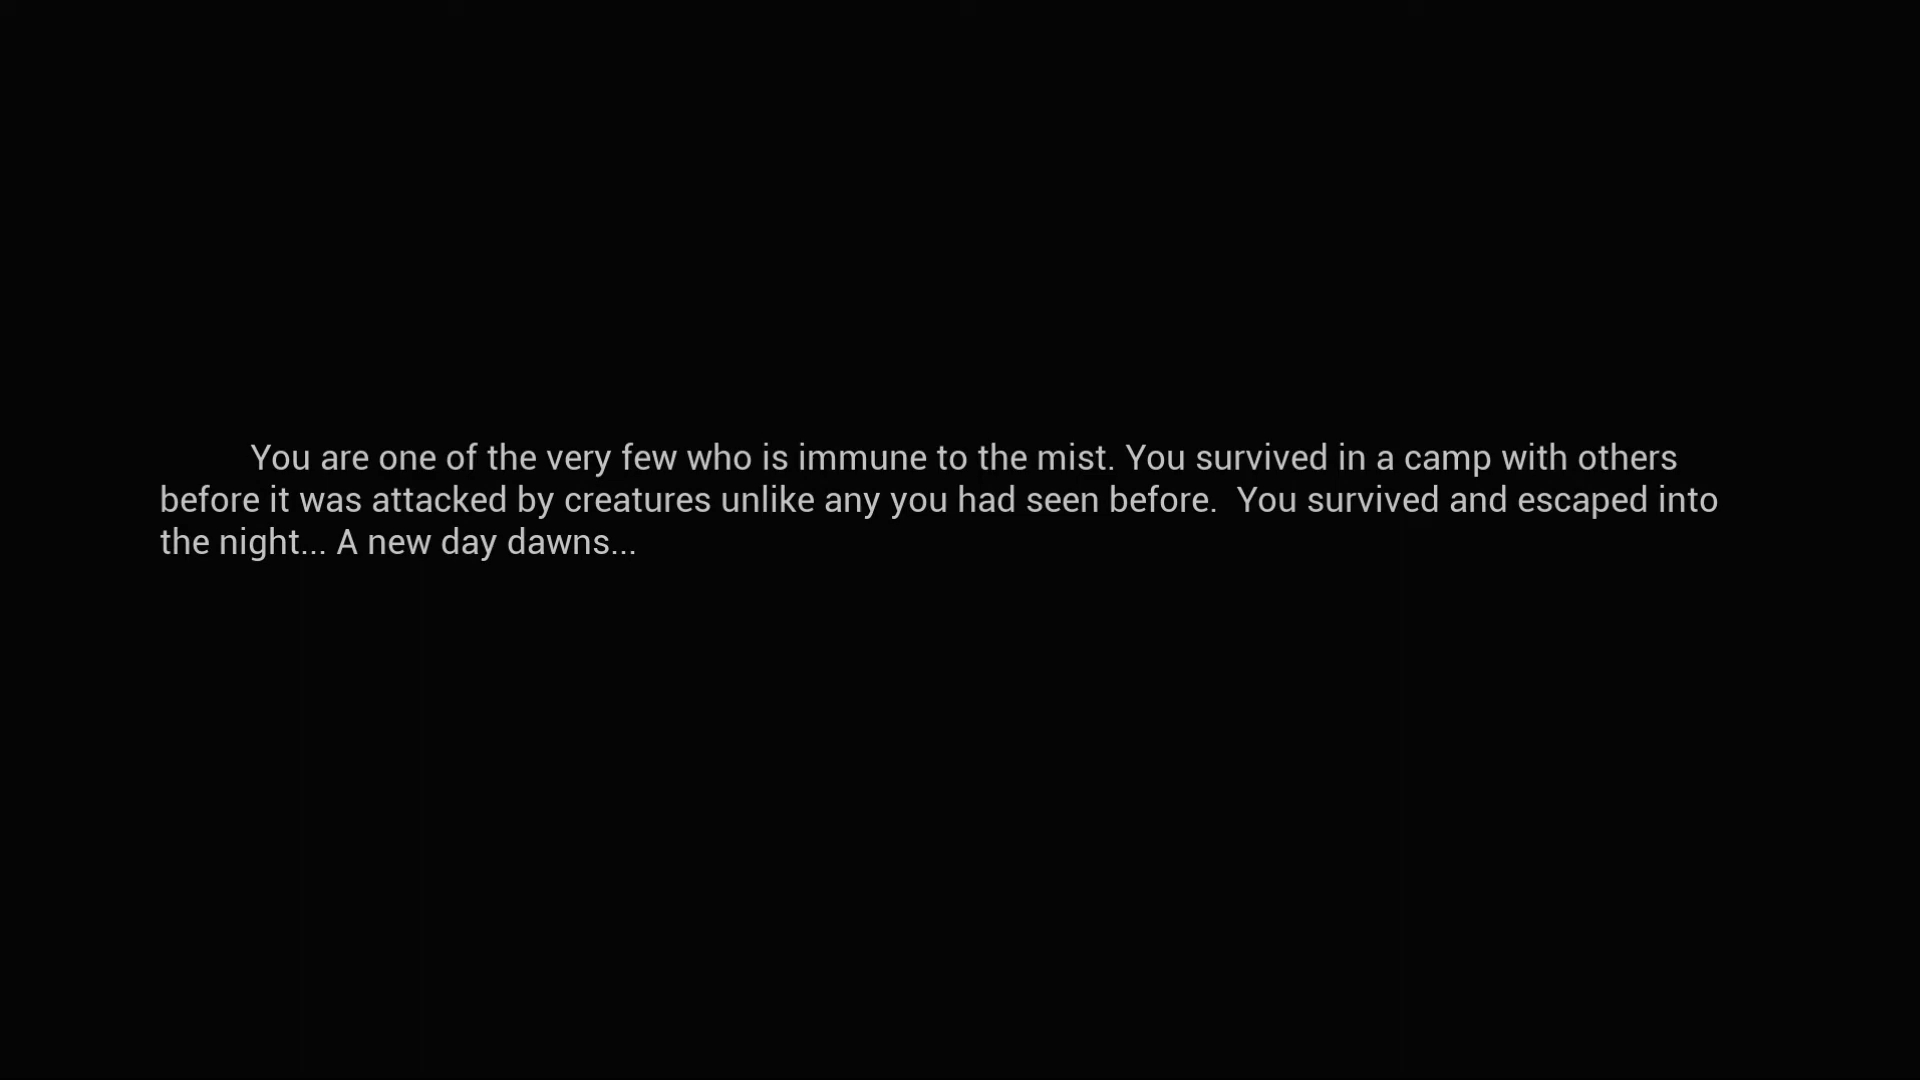 You are one of the very few who is immune to the mist. You survived in a camp with others
before it was attacked by creatures unlike any you had seen before.  You survived and escaped into
the night... A new day dawns...